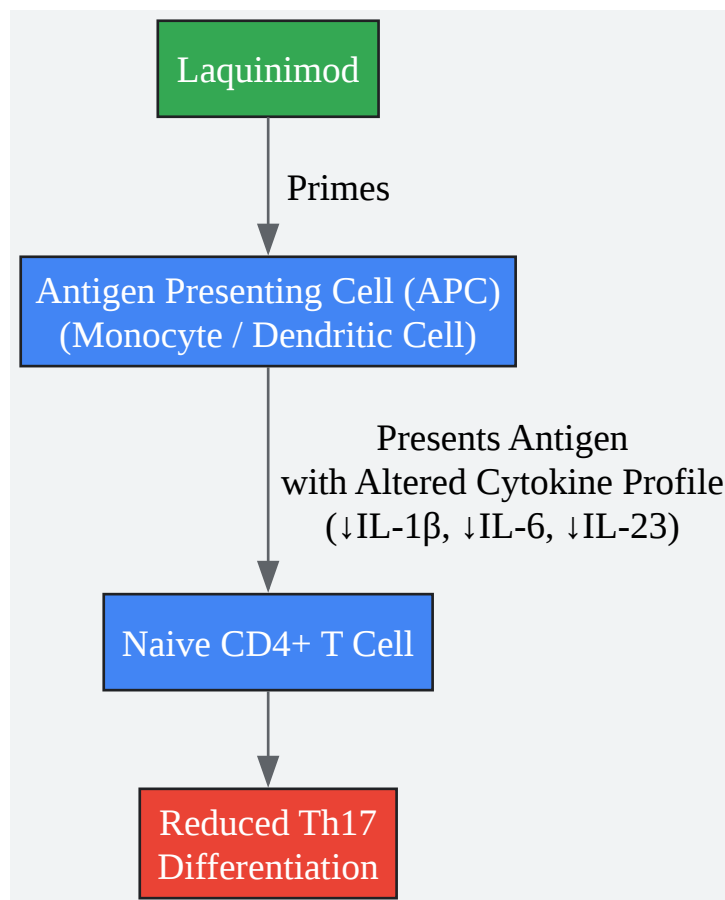 Laquinimod
Primes
Antigen Presenting Cell (APC)
(Monocyte / Dendritic Cell)
Presents Antigen
with Altered Cytokine Profile
(↓IL-1β, ↓IL-6, ↓IL-23)
Naive CD4+ T Cell
Reduced Th17
Differentiation